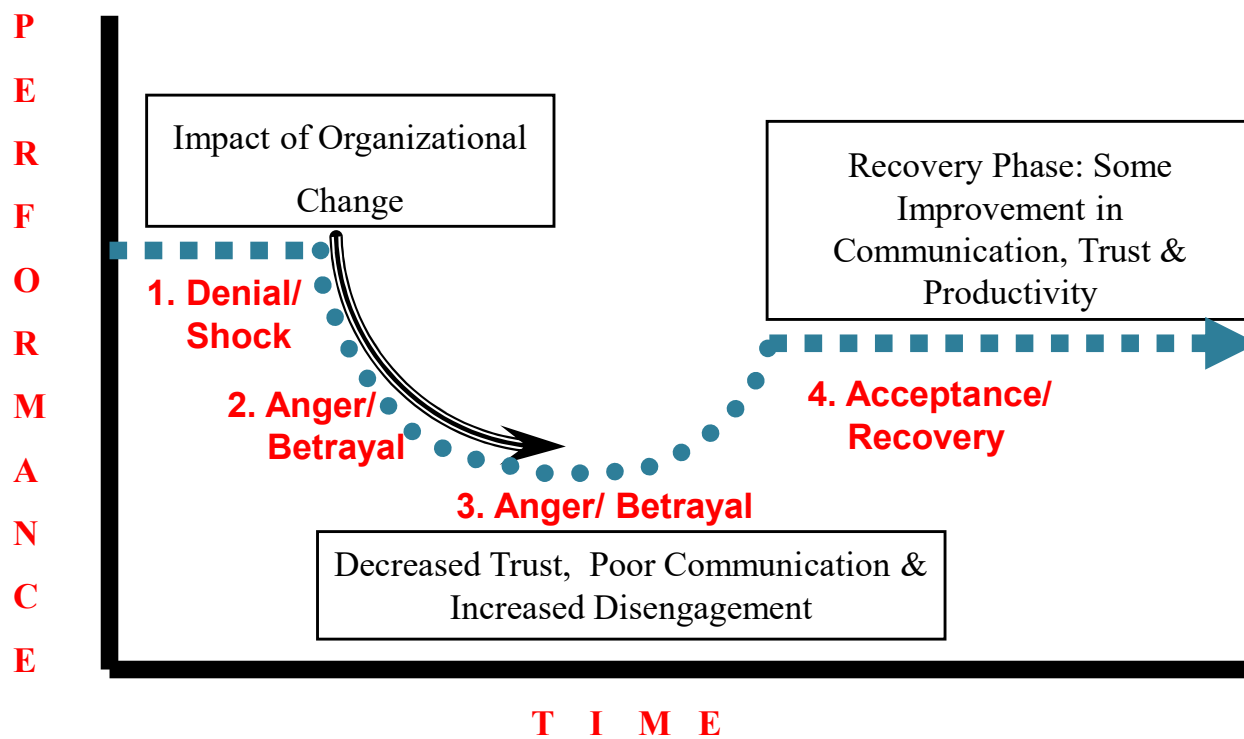 P
E
R
F
O
R
M
A
N
C
E
Impact of Organizational
Change
Recovery Phase: Some
Improvement in
Communication, Trust &
Productivity
1. Denial/
Shock
2. Anger/
Betrayal
4. Acceptance/
Recovery
3. Anger/ Betrayal
Decreased Trust, Poor Communication &
Increased Disengagement
T I M E